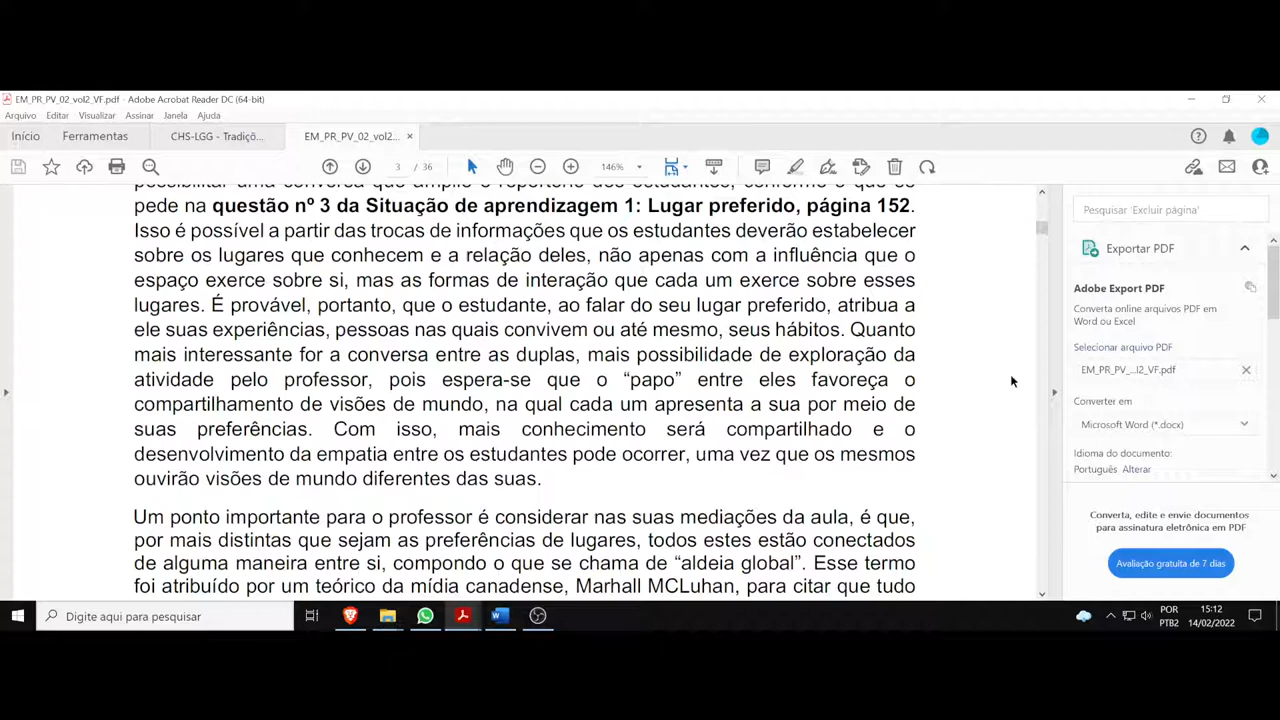 EM_PR_PV_02_vol2_VF.pdf - Adobe Acrobat Reader DC (64-bit)
Arquivo Editar Visualizar Assinar Janela Ajuda
Início Ferramentas CHS-LGG - Tradiçõ... EM_PR_PV_02_vol2... ×
3 / 36 146%
possibilitar uma conversa que amplie o repertório dos estudantes, conforme o que se
pede na questão nº 3 da Situação de aprendizagem 1: Lugar preferido, página 152.
Isso é possível a partir das trocas de informações que os estudantes deverão estabelecer
sobre os lugares que conhecem e a relação deles, não apenas com a influência que o
espaço exerce sobre si, mas as formas de interação que cada um exerce sobre esses
lugares. É provável, portanto, que o estudante, ao falar do seu lugar preferido, atribua a
ele suas experiências, pessoas nas quais convivem ou até mesmo, seus hábitos. Quanto
mais interessante for a conversa entre as duplas, mais possibilidade de exploração da
atividade pelo professor, pois espera-se que o “papo” entre eles favoreça o
compartilhamento de visões de mundo, na qual cada um apresenta a sua por meio de
suas preferências. Com isso, mais conhecimento será compartilhado e o
desenvolvimento da empatia entre os estudantes pode ocorrer, uma vez que os mesmos
ouvirão visões de mundo diferentes das suas.
Um ponto importante para o professor é considerar nas suas mediações da aula, é que,
por mais distintas que sejam as preferências de lugares, todos estes estão conectados
de alguma maneira entre si, compondo o que se chama de “aldeia global”. Esse termo
foi atribuído por um teórico da mídia canadense, Marhall MCLuhan, para citar que tudo
Pesquisar 'Excluir página'
Exportar PDF
Adobe Export PDF
Converta online arquivos PDF em
Word ou Excel
Selecionar arquivo PDF
EM_PR_PV_...l2_VF.pdf ×
Converter em
Microsoft Word (*.docx)
Idioma do documento:
Português Alterar
Converta, edite e envie documentos
para assinatura eletrônica em PDF
Avaliação gratuita de 7 dias
Digite aqui para pesquisar
POR
PTB2
15:12
14/02/2022